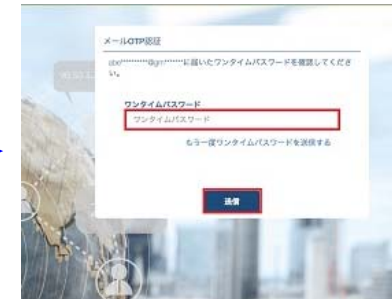 メールOTP認証
に届いたワンタイムパスワードを確認してくださ
い。
ワンタイムパスワード
ワンタイムパスワード
もう一度ワンタイムパスワードを送信する
送信